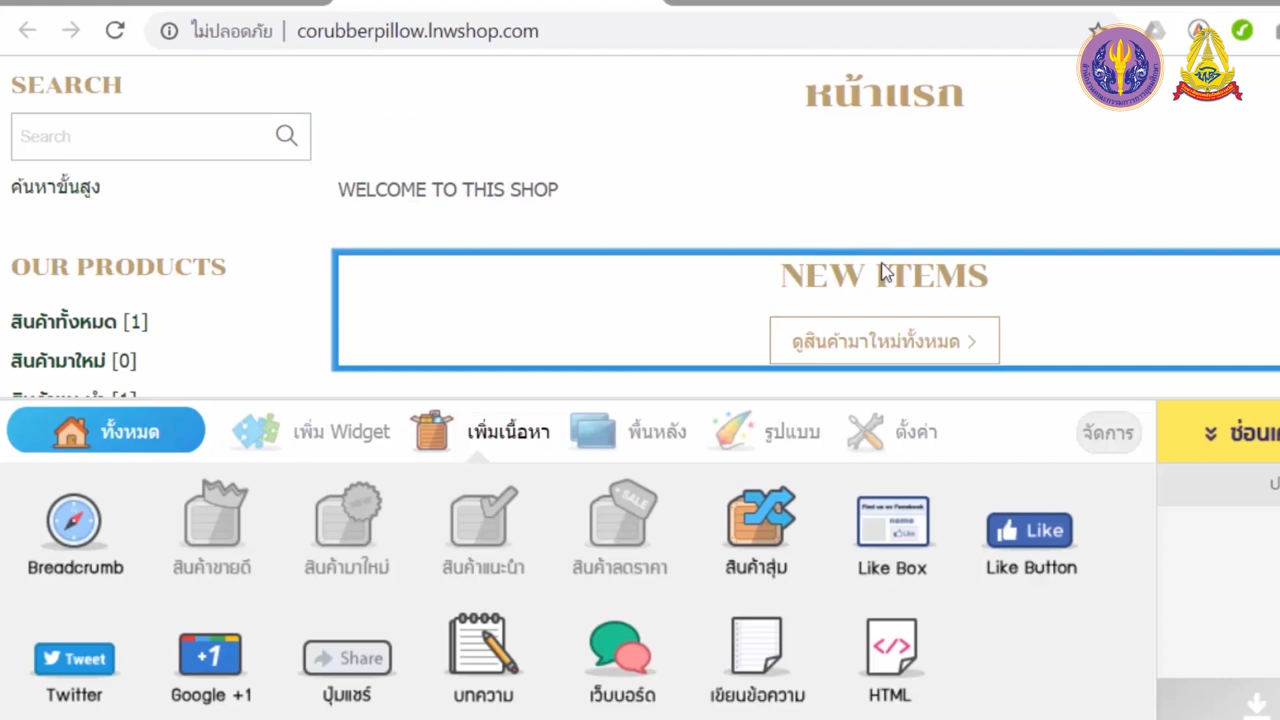 ไม่ปลอดภัย | corubberpillow.lnwshop.com
SEARCH
Search
ค้นหาขั้นสูง
OUR PRODUCTS
สินค้าทั้งหมด [1]
สินค้ามาใหม่ [0]
หน้าแรก
WELCOME TO THIS SHOP
NEW ITEMS
ดูสินค้ามาใหม่ทั้งหมด >
ทั้งหมด เพิ่ม Widget เพิ่มเนื้อหา พื้นหลัง รูปแบบ ตั้งค่า จัดการ
Breadcrumb สินค้าขายดี สินค้ามาใหม่ สินค้าแนะนำ สินค้าลดราคา สินค้าสุ่ม Like Box Like Button
NEW
SALE
Find us on Facebook
name
Like
Like
Tweet
+1
Share
</>
Twitter Google +1 ปุ่มแชร์ บทความ เว็บบอร์ด เขียนข้อความ HTML